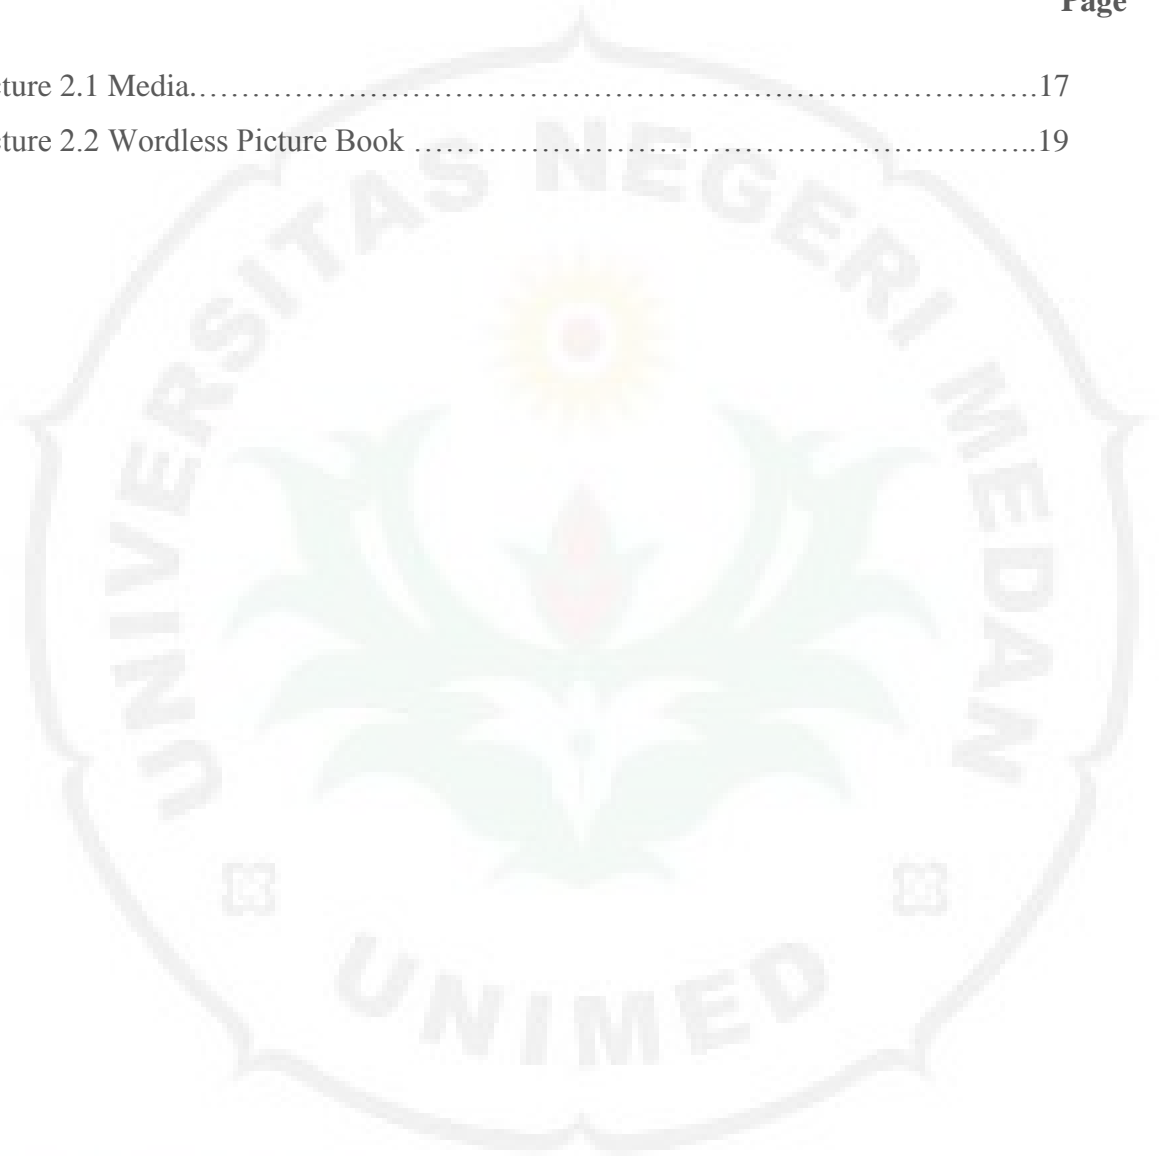 Page
cture 2.1 Media.……………………………………………………………………….17
cture 2.2 Wordless Picture Book ……………………………………………………..19
UNIVERSITAS NEGERI MEDAN
UNIMED